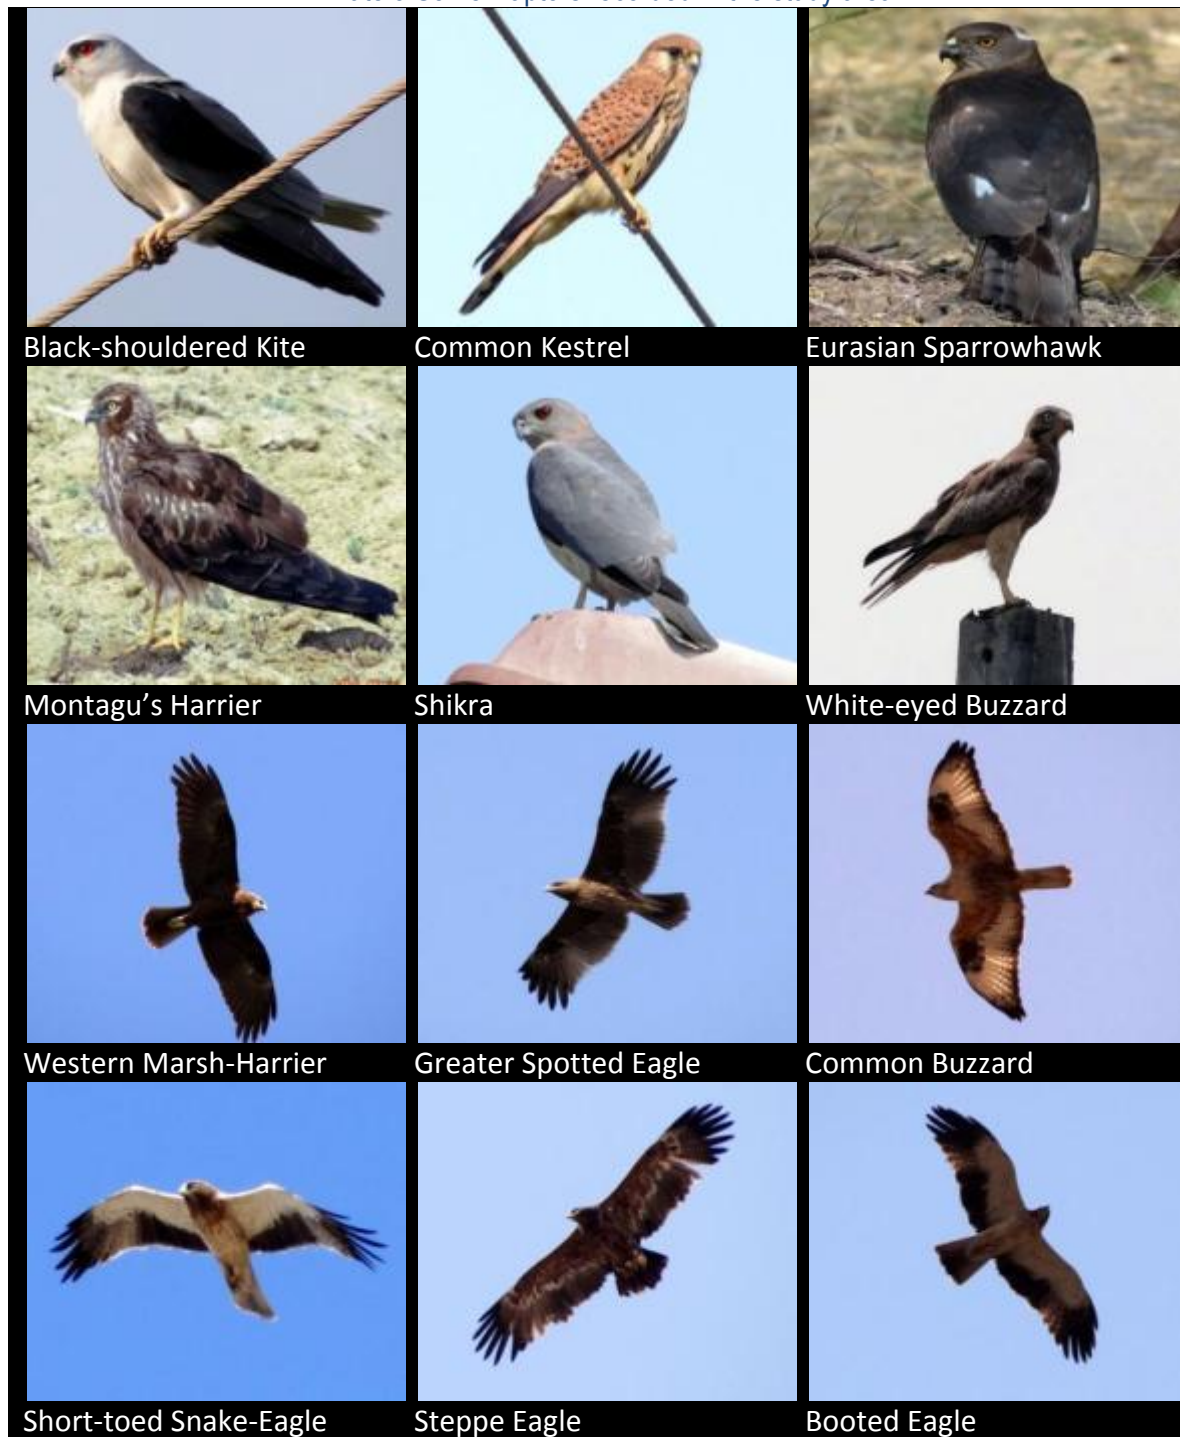 Black-shouldered Kite
Common Kestrel
Eurasian Sparrowhawk
Montagu’s Harrier
Shikra
White-eyed Buzzard
Western Marsh-Harrier
Greater Spotted Eagle
Common Buzzard
Short-toed Snake-Eagle
Steppe Eagle
Booted Eagle